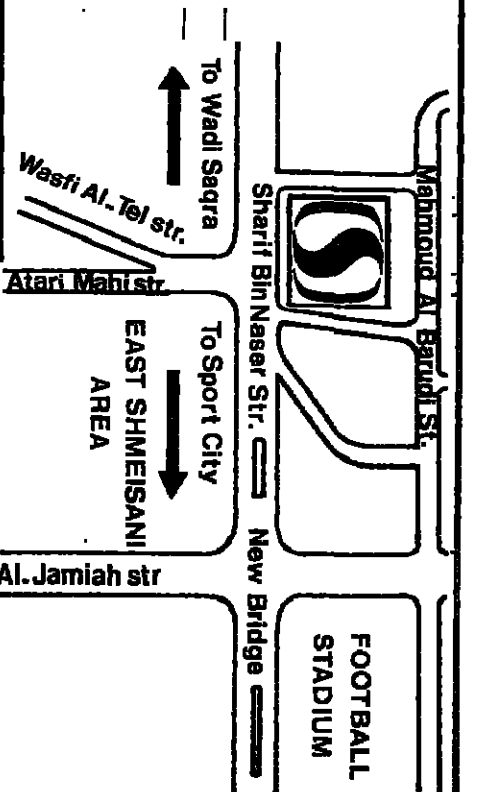 To Wadi Saqra
Wasfi Al..Tel str.
Atari Mahi str
Sharif Bin Naser Str.
Mahmoud Al Barudi St.
To Sport City
EAST SHMEISANI
AREA
New Bridge
Al.Jamiah str
FOOTBALL
STADIUM